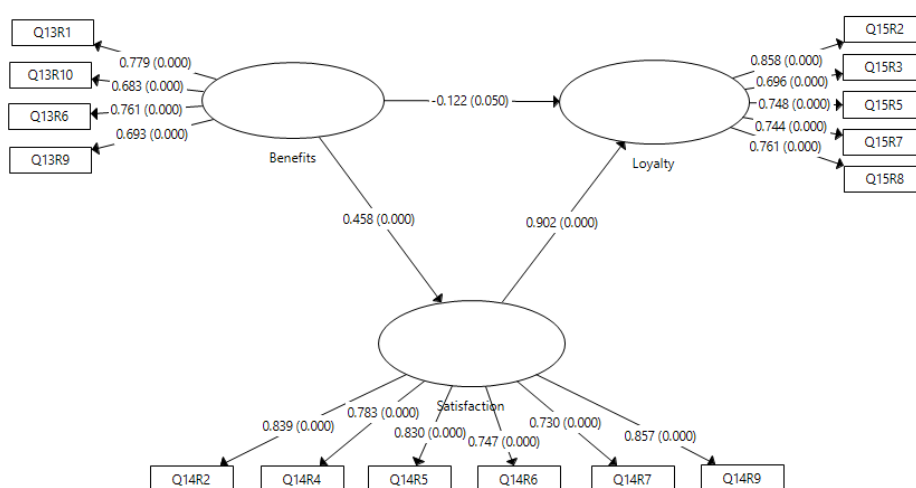 Q13R1
Q13R10
Q13R6
Q13R9
0.779 (0.000)
0.683 (0.000)
0.761 (0.000)
0.693 (0.000)
Benefits
-0.122 (0.050)
Loyalty
0.858 (0.000)
0.696 (0.000)
0.748 (0.000)
0.744 (0.000)
0.761 (0.000)
Q15R2
Q15R3
Q15R5
Q15R7
Q15R8
0.458 (0.000)
0.902 (0.000)
Satisfaction
0.839 (0.000)
0.783 (0.000)
0.830 (0.000)
0.747 (0.000)
0.730 (0.000)
0.857 (0.000)
Q14R2
Q14R4
Q14R5
Q14R6
Q14R7
Q14R9